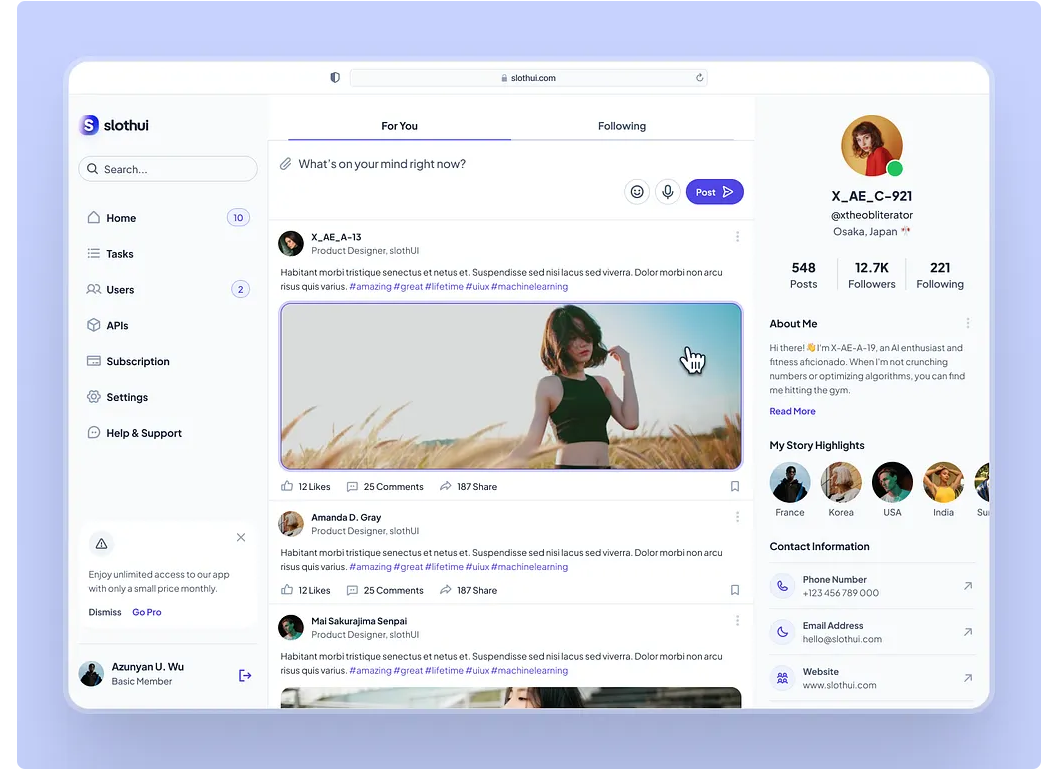 slothui.com
S slothui
Search...
Home 10
Tasks
Users 2
APIs
Subscription
Settings
Help & Support
Enjoy unlimited access to our app
with only a small price monthly.
Dismiss Go Pro
Azunyan U. Wu
Basic Member
For You Following
What's on your mind right now?
Post
X_AE_A-13
Product Designer, slothUI
Habitant morbi tristique senectus et netus et. Suspendisse sed nisi lacus sed viverra. Dolor morbi non arcu
risus quis varius. #amazing #great #lifetime #uiux #machinelearning
12 Likes 25 Comments 187 Share
Amanda D. Gray
Product Designer, slothUI
Habitant morbi tristique senectus et netus et. Suspendisse sed nisi lacus sed viverra. Dolor morbi non arcu
risus quis varius. #amazing #great #lifetime #uiux #machinelearning
12 Likes 25 Comments 187 Share
Mai Sakurajima Senpai
Product Designer, slothUI
Habitant morbi tristique senectus et netus et. Suspendisse sed nisi lacus sed viverra. Dolor morbi non arcu
risus quis varius. #amazing #great #lifetime #uiux #machinelearning
X_AE_C-921
@xtheobliterator
Osaka, Japan
548 12.7K 221
Posts Followers Following
About Me
Hi there! 👋 I'm X-AE-A-19, an AI enthusiast and
fitness aficionado. When I'm not crunching
numbers or optimizing algorithms, you can find
me hitting the gym.
Read More
My Story Highlights
France Korea USA India Su
Contact Information
Phone Number
+123 456 789 000
Email Address
hello@slothui.com
Website
www.slothui.com